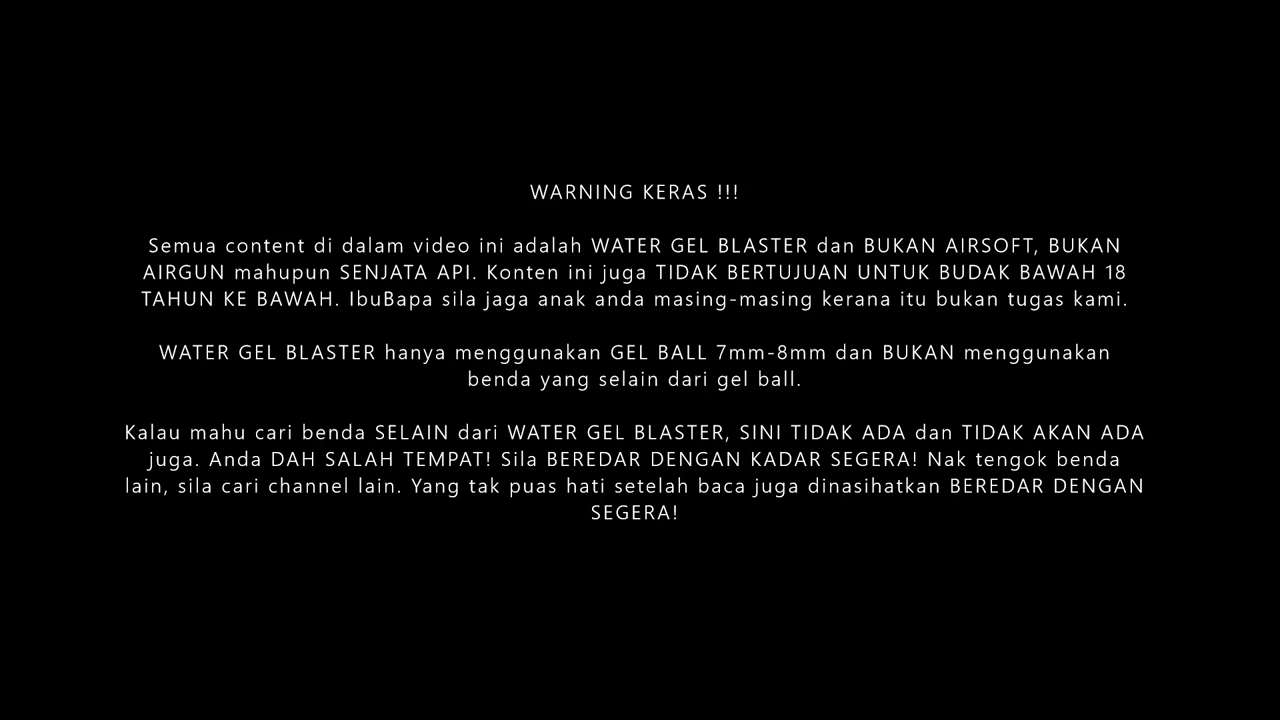 WARNING KERAS !!!
Semua content di dalam video ini adalah WATER GEL BLASTER dan BUKAN AIRSOFT, BUKAN
AIRGUN mahupun SENJATA API. Konten ini juga TIDAK BERTUJUAN UNTUK BUDAK BAWAH 18
TAHUN KE BAWAH. IbuBapa sila jaga anak anda masing-masing kerana itu bukan tugas kami.
WATER GEL BLASTER hanya menggunakan GEL BALL 7mm-8mm dan BUKAN menggunakan
benda yang selain dari gel ball.
Kalau mahu cari benda SELAIN dari WATER GEL BLASTER, SINI TIDAK ADA dan TIDAK AKAN ADA
juga. Anda DAH SALAH TEMPAT! Sila BEREDAR DENGAN KADAR SEGERA! Nak tengok benda
lain, sila cari channel lain. Yang tak puas hati setelah baca juga dinasihatkan BEREDAR DENGAN
SEGERA!